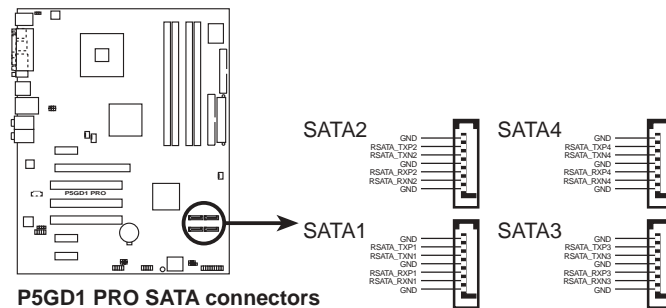 P5GD1 PRO
P5GD1 PRO SATA connectors
SATA2
GND
RSATA_TXP2
RSATA_TXN2
GND
RSATA_RXP2
RSATA_RXN2
GND
SATA4
GND
RSATA_TXP4
RSATA_TXN4
GND
RSATA_RXP4
RSATA_RXN4
GND
SATA1
GND
RSATA_TXP1
RSATA_TXN1
GND
RSATA_RXP1
RSATA_RXN1
GND
SATA3
GND
RSATA_TXP3
RSATA_TXN3
GND
RSATA_RXP3
RSATA_RXN3
GND